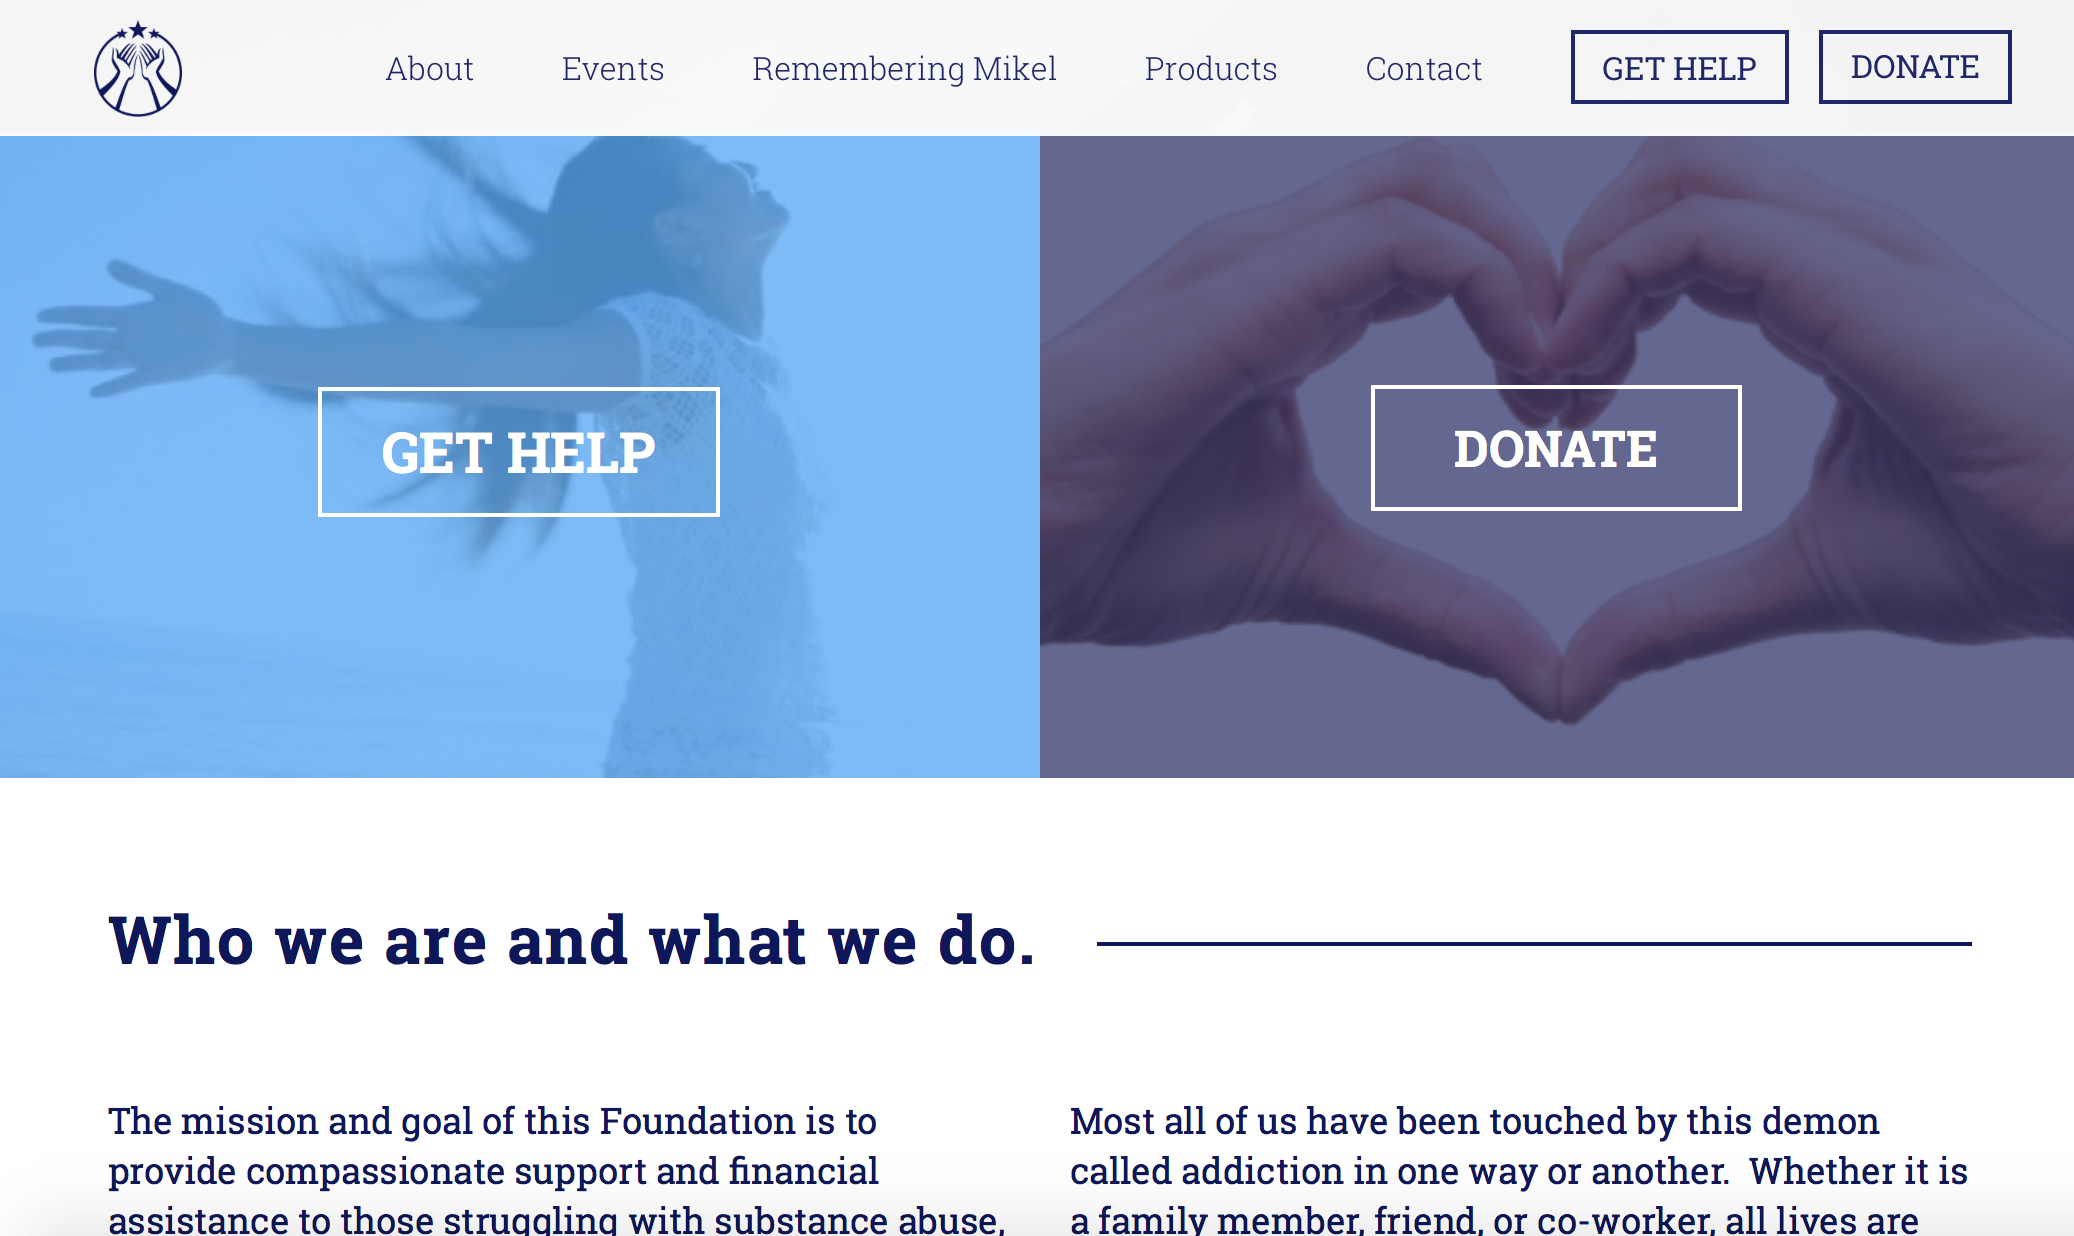 About Events Remembering Mikel Products Contact GET HELP DONATE
GET HELP
DONATE
Who we are and what we do.
The mission and goal of this Foundation is to
provide compassionate support and financial
assistance to those struggling with substance abuse,
Most all of us have been touched by this demon
called addiction in one way or another.  Whether it is
a family member, friend, or co-worker, all lives are